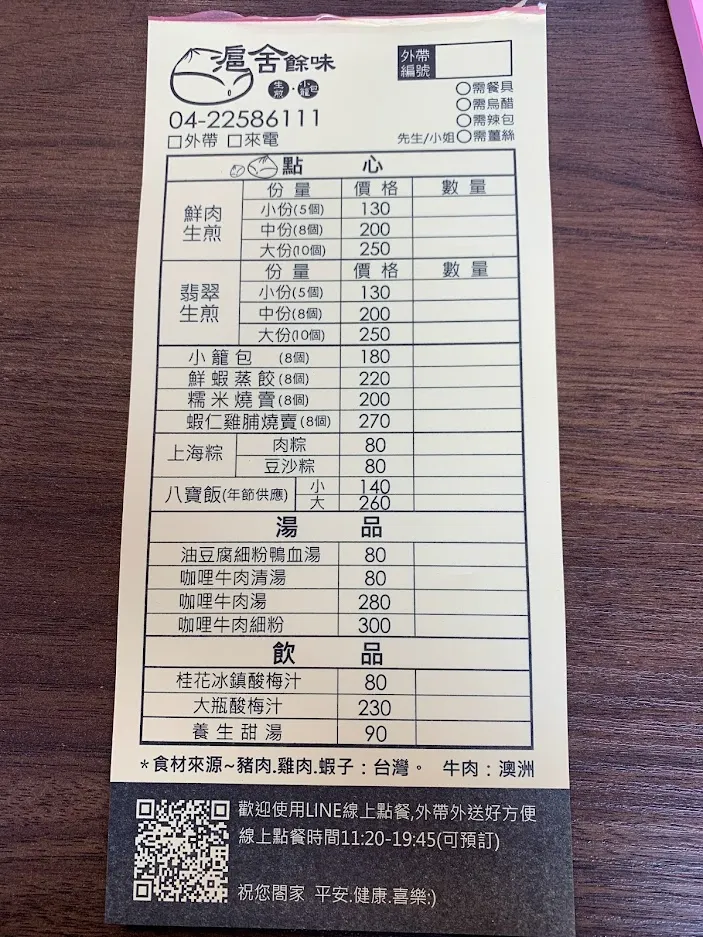 滬舍餘味
生煎·小籠包
外帶編號
04-22586111
□外帶 □來電
○需餐具
○需烏醋
○需辣包
先生/小姐 ○需薑絲
點 心
鮮肉生煎
份量 價格 數量
小份(5個) 130
中份(8個) 200
大份(10個) 250
翡翠生煎
份量 價格 數量
小份(5個) 130
中份(8個) 200
大份(10個) 250
小籠包 (8個) 180
鮮蝦蒸餃(8個) 220
糯米燒賣(8個) 200
蝦仁雞脯燒賣(8個) 270
上海粽 肉粽 80
豆沙粽 80
八寶飯(年節供應) 小 140
大 260
湯 品
油豆腐細粉鴨血湯 80
咖哩牛肉清湯 80
咖哩牛肉湯 280
咖哩牛肉細粉 300
飲 品
桂花冰鎮酸梅汁 80
大瓶酸梅汁 230
養生甜湯 90
*食材來源~豬肉.雞肉.蝦子：台灣。 牛肉：澳洲
歡迎使用LINE線上點餐,外帶外送好方便
線上點餐時間11:20-19:45(可預訂)
祝您閤家 平安.健康.喜樂:)